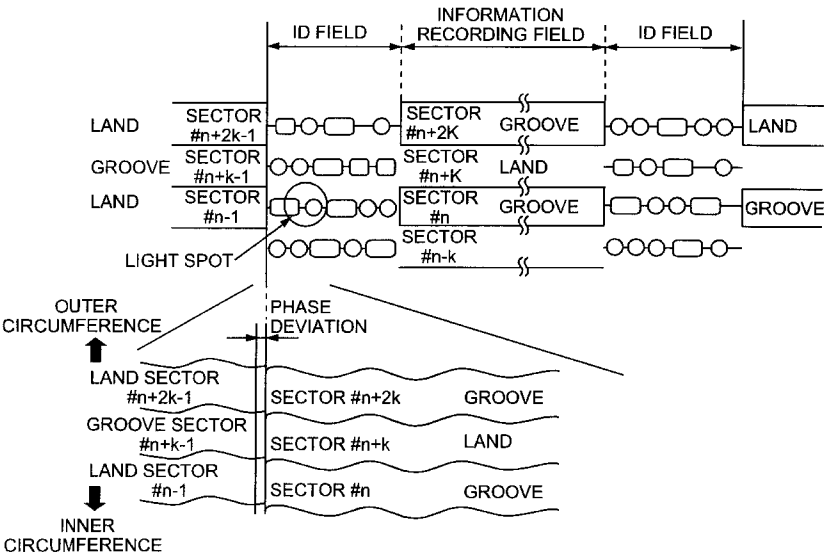 ID FIELD
INFORMATION
RECORDING FIELD
ID FIELD
LAND
SECTOR
#n+2k-1
SECTOR
#n+2K
GROOVE
LAND
GROOVE
SECTOR
#n+k-1
SECTOR
#n+K
LAND
LAND
SECTOR
#n-1
SECTOR
#n
GROOVE
GROOVE
LIGHT SPOT
SECTOR
#n-k
OUTER
CIRCUMFERENCE
PHASE
DEVIATION
LAND SECTOR
#n+2k-1
SECTOR #n+2k
GROOVE
GROOVE SECTOR
#n+k-1
SECTOR #n+k
LAND
LAND SECTOR
#n-1
SECTOR #n
GROOVE
INNER
CIRCUMFERENCE